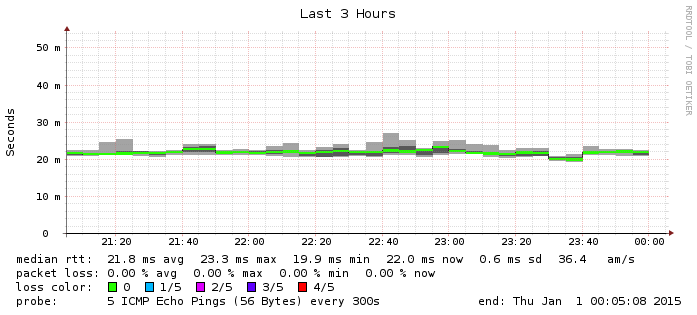 Last 3 Hours
RRDTOOL / TOBI OETIKER
Seconds
50 m
40 m
30 m
20 m
10 m
0
21:20 21:40 22:00 22:20 22:40 23:00 23:20 23:40 00:00
median rtt: 21.8 ms avg 23.3 ms max 19.9 ms min 22.0 ms now 0.6 ms sd 36.4 am/s
packet loss: 0.00 % avg 0.00 % max 0.00 % min 0.00 % now
loss color: 0 1/5 2/5 3/5 4/5
probe: 5 ICMP Echo Pings (56 Bytes) every 300s end: Thu Jan 1 00:05:08 2015